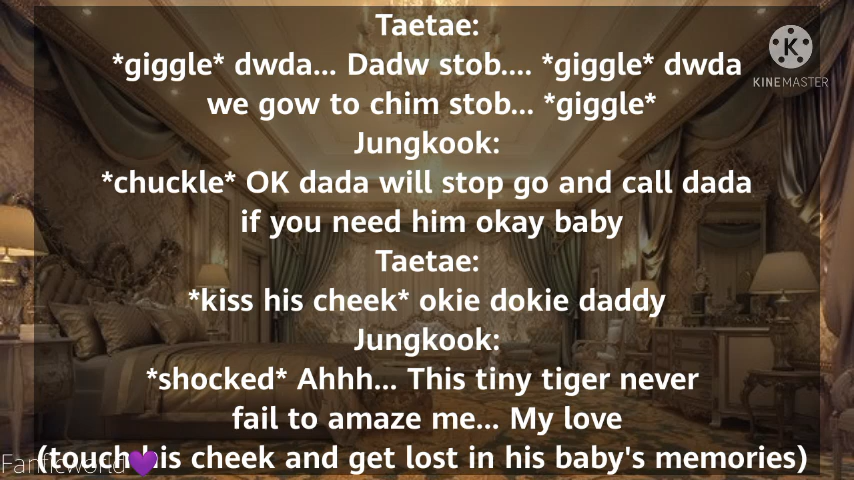 Taetae:
*giggle* dwda... Dadw stob.... *giggle* dwda
we gow to chim stob... *giggle*
Jungkook:
*chuckle* OK dada will stop go and call dada
if you need him okay baby
Taetae:
*kiss his cheek* okie dokie daddy
Jungkook:
*shocked* Ahhh... This tiny tiger never
fail to amaze me... My love
(touch his cheek and get lost in his baby's memories)
K
KINEMASTER
Fanficworld💜